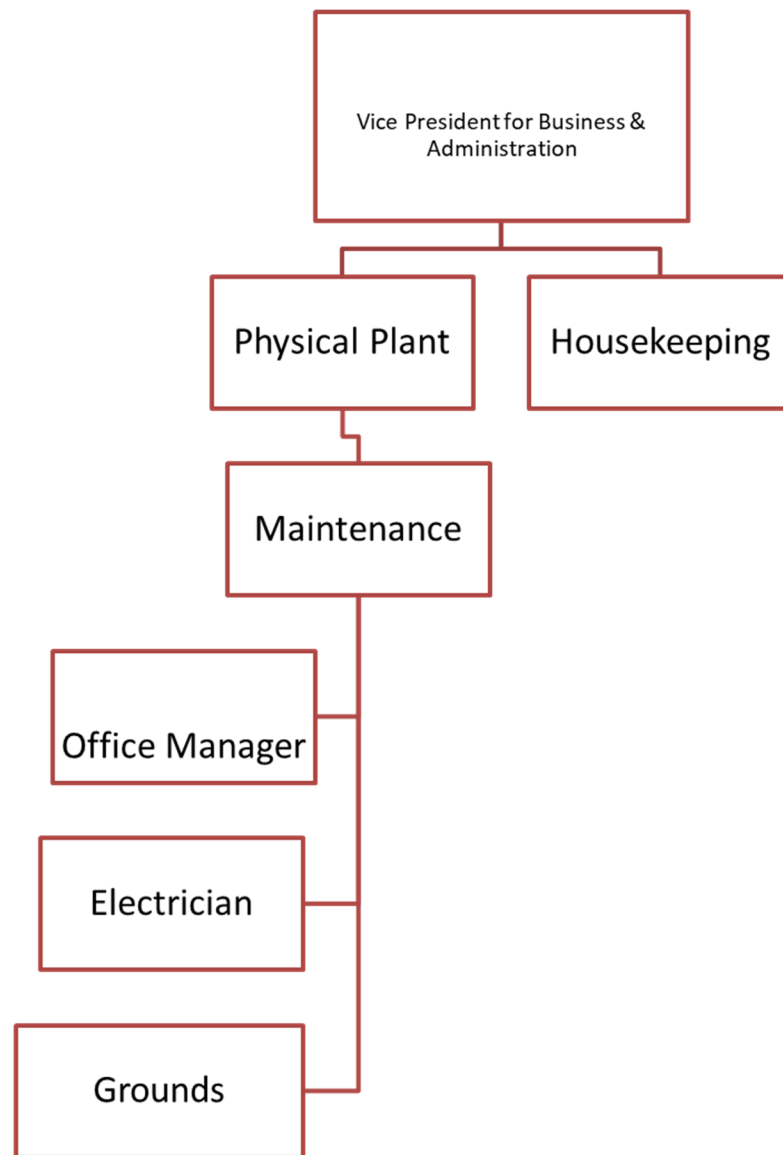 Vice President for Business &
Administration
Physical Plant
Housekeeping
Maintenance
Office Manager
Electrician
Grounds